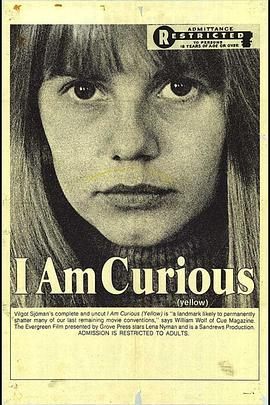 ADMITTANCE
RESTRICTED
TO PERSONS
18 YEARS OF AGE OR OVER
I Am Curious
(yellow)
Vilgot Sjöman's complete and uncut I Am Curious (Yellow) is "a landmark likely to permanently
shatter many of our last remaining movie conventions," says William Wolf of Cue Magazine.
The Evergreen Film presented by Grove Press stars Lena Nyman and is a Sandrews Production.
ADMISSION IS RESTRICTED TO ADULTS.